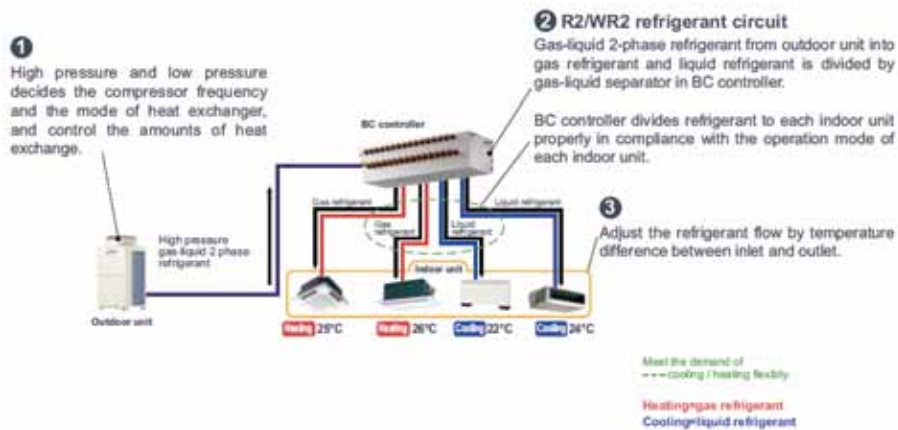 1
High pressure and low pressure
decides the compressor frequency
and the mode of heat exchanger,
and control the amounts of heat
exchange.
2 R2/WR2 refrigerant circuit
Gas-liquid 2-phase refrigerant from outdoor unit into
gas refrigerant and liquid refrigerant is divided by
gas-liquid separator in BC controller.
BC controller divides refrigerant to each indoor unit
properly in compliance with the operation mode of
each indoor unit.
BC controller
Gas refrigerant
Gas
refrigerant
Liquid
refrigerant
Liquid refrigerant
3
Adjust the refrigerant flow by temperature
difference between inlet and outlet.
High pressure
gas-liquid 2 phase
refrigerant
Outdoor unit
Indoor unit
Heating 25°C
Heating 26°C
Cooling 22°C
Cooling 24°C
Meet the demand of
cooling / heating flexibly
Heating=gas refrigerant
Cooling=liquid refrigerant